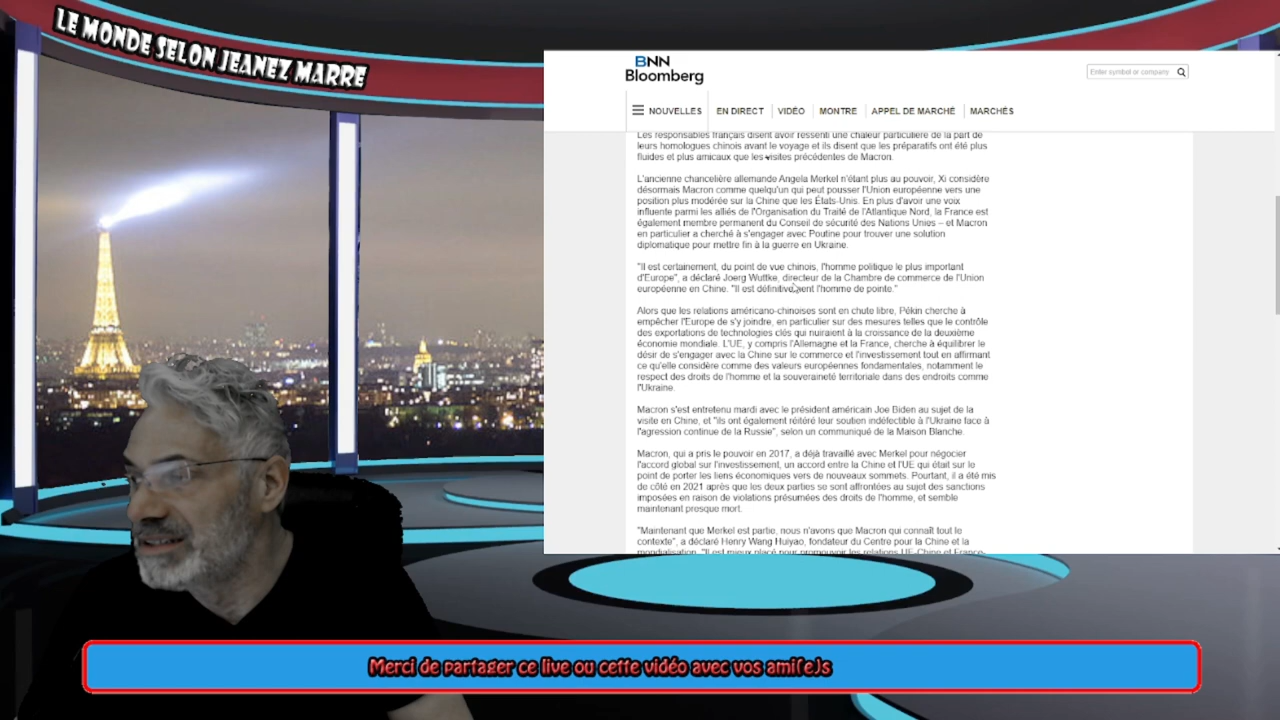 LE MONDE SELON JEANEZ MARRE
BNN
Bloomberg
Enter symbol or company
NOUVELLES EN DIRECT VIDÉO MONTRE APPEL DE MARCHÉ MARCHÉS
Les responsables français disent avoir ressenti une chaleur particulière de la part de
leurs homologues chinois avant le voyage et ils disent que les préparatifs ont été plus
fluides et plus amicaux que les visites précédentes de Macron.
L'ancienne chancelière allemande Angela Merkel n'étant plus au pouvoir, Xi considère
désormais Macron comme quelqu'un qui peut pousser l'Union européenne vers une
position plus modérée sur la Chine que les États-Unis. En plus d'avoir une voix
influente parmi les alliés de l'Organisation du Traité de l'Atlantique Nord, la France est
également membre permanent du Conseil de sécurité des Nations Unies – et Macron
en particulier a cherché à s'engager avec Poutine pour trouver une solution
diplomatique pour mettre fin à la guerre en Ukraine.
"Il est certainement, du point de vue chinois, l'homme politique le plus important
d'Europe", a déclaré Joerg Wuttke, directeur de la Chambre de commerce de l'Union
européenne en Chine. "Il est définitivement l'homme de pointe."
Alors que les relations américano-chinoises sont en chute libre, Pékin cherche à
empêcher l'Europe de s'y joindre, en particulier sur des mesures telles que le contrôle
des exportations de technologies clés qui nuiraient à la croissance de la deuxième
économie mondiale. L'UE, y compris l'Allemagne et la France, cherche à équilibrer le
désir de s'engager avec la Chine sur le commerce et l'investissement tout en affirmant
ce qu'elle considère comme des valeurs européennes fondamentales, notamment le
respect des droits de l'homme et la souveraineté territoriale dans des endroits comme
l'Ukraine.
Macron s'est entretenu mardi avec le président américain Joe Biden au sujet de la
visite en Chine, et "ils ont également réitéré leur soutien indéfectible à l'Ukraine face à
l'agression continue de la Russie", selon un communiqué de la Maison Blanche.
Macron, qui a pris le pouvoir en 2017, a déjà travaillé avec Merkel pour négocier
l'accord global sur l'investissement, un accord entre la Chine et l'UE qui était sur le
point de porter les liens économiques vers de nouveaux sommets. Pourtant, il a été mis
de côté en 2021 après que les deux parties se sont affrontées au sujet des sanctions
imposées en raison de violations présumées des droits de l'homme, et semble
maintenant presque mort.
"Maintenant que Merkel est partie, nous n'avons que Macron qui connaît tout le
contexte", a déclaré Henry Wang Huiyao, fondateur du Centre pour la Chine et la
mondialisation. "Il est mieux placé pour promouvoir les relations UE-Chine et France-
Merci de partager ce live ou cette vidéo avec vos ami(e)s